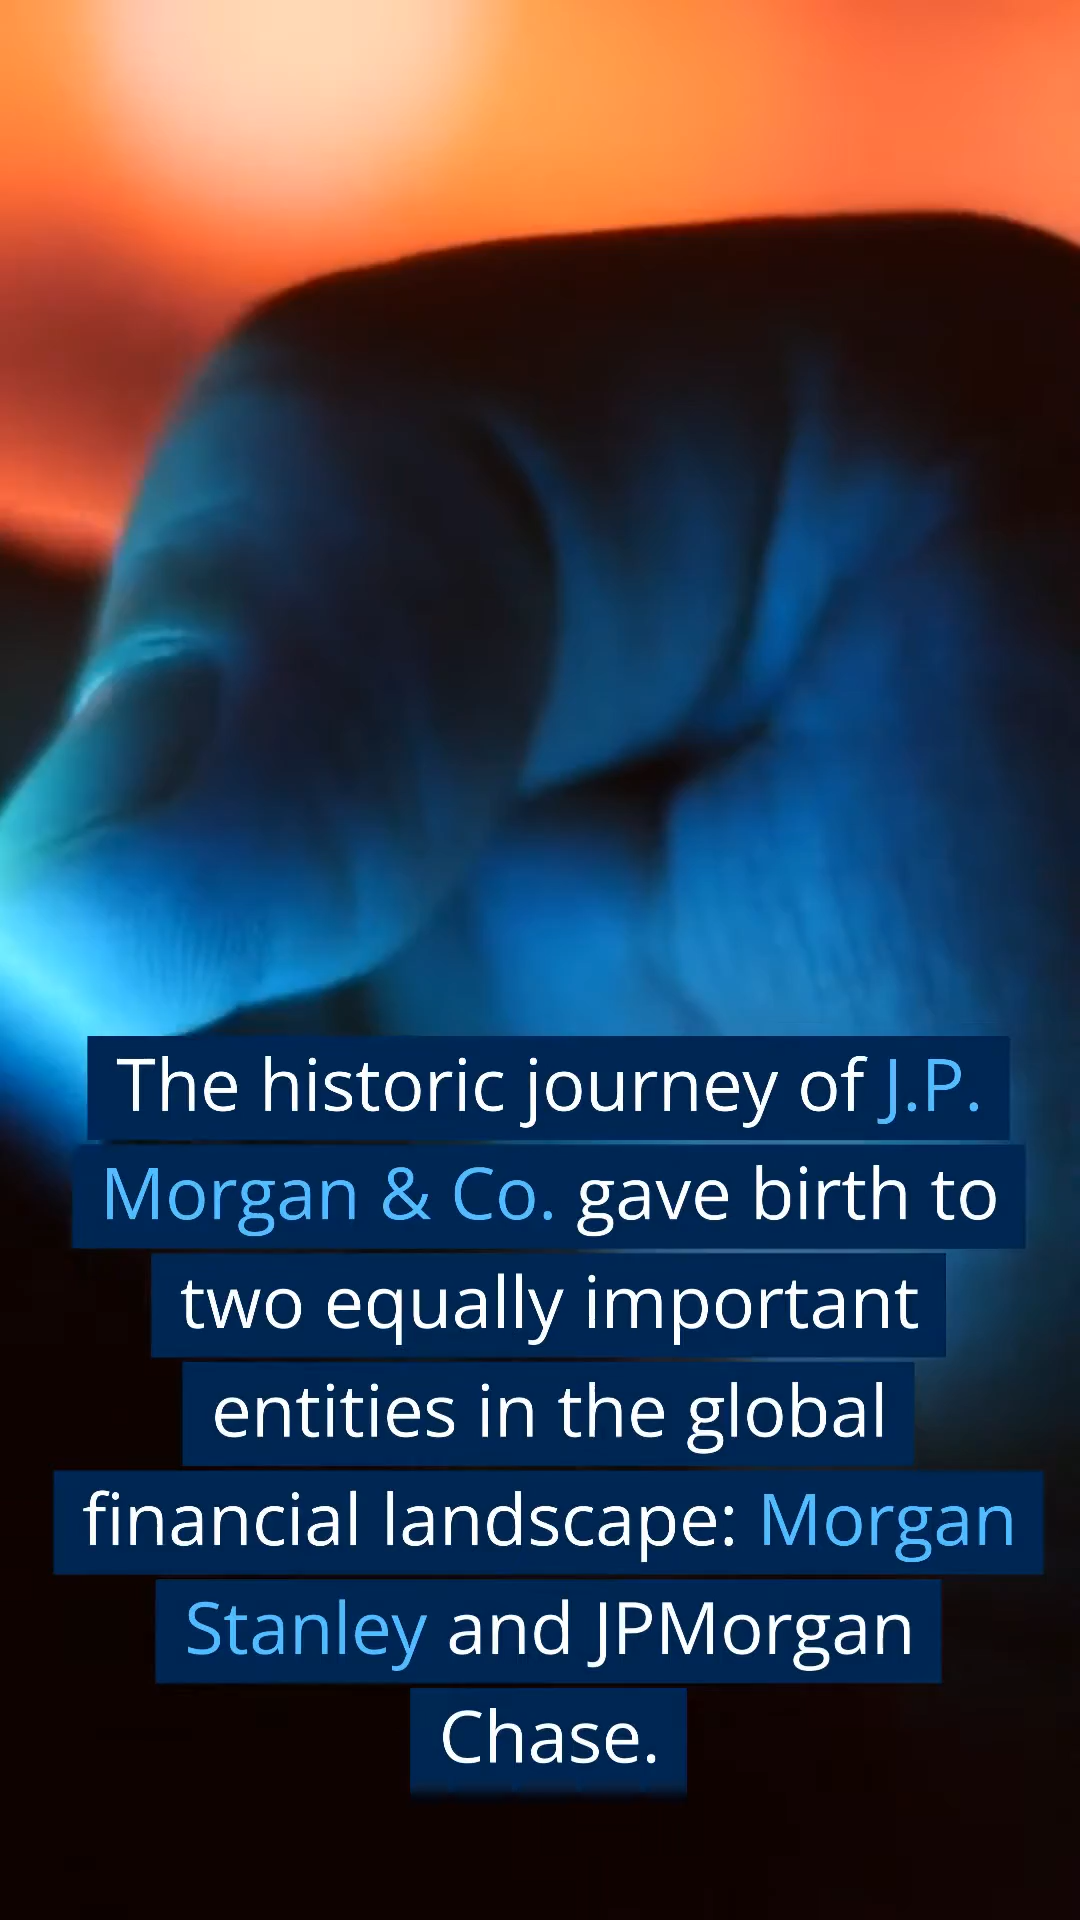 The historic journey of J.P.
Morgan & Co. gave birth to
two equally important
entities in the global
financial landscape: Morgan
Stanley and JPMorgan
Chase.